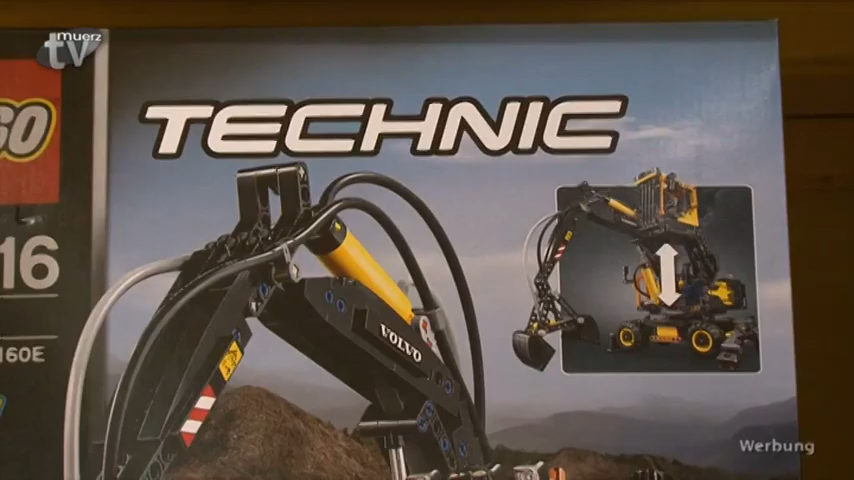 muerz
tv
TECHNIC
GO
16
160E
VOLVO
Werbung